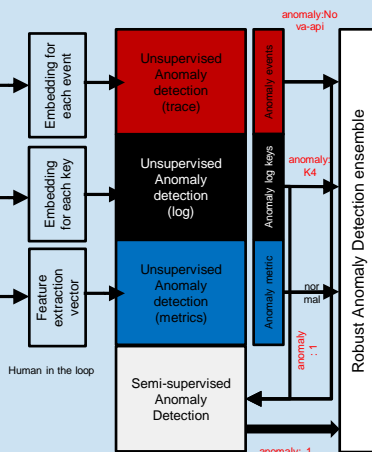 anomaly:No
va-api
Embedding for
each event
Unsupervised
Anomaly
detection
(trace)
Anomaly events
Embedding
for each key
Unsupervised
Anomaly
detection
(log)
Anomaly log keys
anomaly:
K4
Feature
extraction
vector
Unsupervised
Anomaly
detection
(metrics)
Anomaly metric
nor
mal
anomaly
: 1
Robust Anomaly Detection ensemble
Human in the loop
Semi-supervised
Anomaly
Detection
anomaly: 1